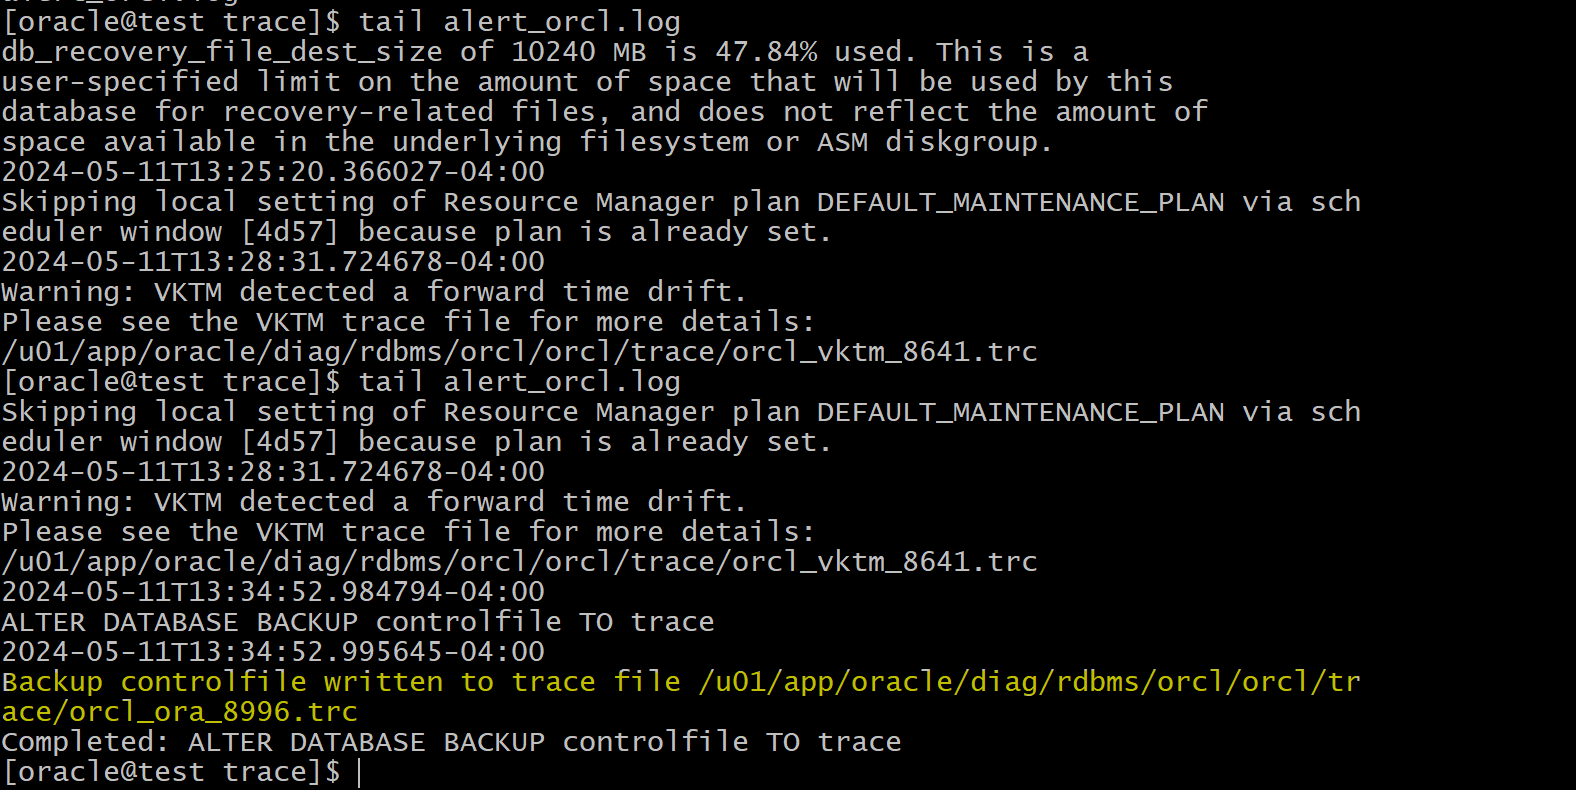 [oracle@test trace]$ tail alert_orcl.log
db_recovery_file_dest_size of 10240 MB is 47.84% used. This is a
user-specified limit on the amount of space that will be used by this
database for recovery-related files, and does not reflect the amount of
space available in the underlying filesystem or ASM diskgroup.
2024-05-11T13:25:20.366027-04:00
Skipping local setting of Resource Manager plan DEFAULT_MAINTENANCE_PLAN via sch
eduler window [4d57] because plan is already set.
2024-05-11T13:28:31.724678-04:00
Warning: VKTM detected a forward time drift.
Please see the VKTM trace file for more details:
/u01/app/oracle/diag/rdbms/orcl/orcl/trace/orcl_vktm_8641.trc
[oracle@test trace]$ tail alert_orcl.log
Skipping local setting of Resource Manager plan DEFAULT_MAINTENANCE_PLAN via sch
eduler window [4d57] because plan is already set.
2024-05-11T13:28:31.724678-04:00
Warning: VKTM detected a forward time drift.
Please see the VKTM trace file for more details:
/u01/app/oracle/diag/rdbms/orcl/orcl/trace/orcl_vktm_8641.trc
2024-05-11T13:34:52.984794-04:00
ALTER DATABASE BACKUP controlfile TO trace
2024-05-11T13:34:52.995645-04:00
Backup controlfile written to trace file /u01/app/oracle/diag/rdbms/orcl/orcl/tr
ace/orcl_ora_8996.trc
Completed: ALTER DATABASE BACKUP controlfile TO trace
[oracle@test trace]$